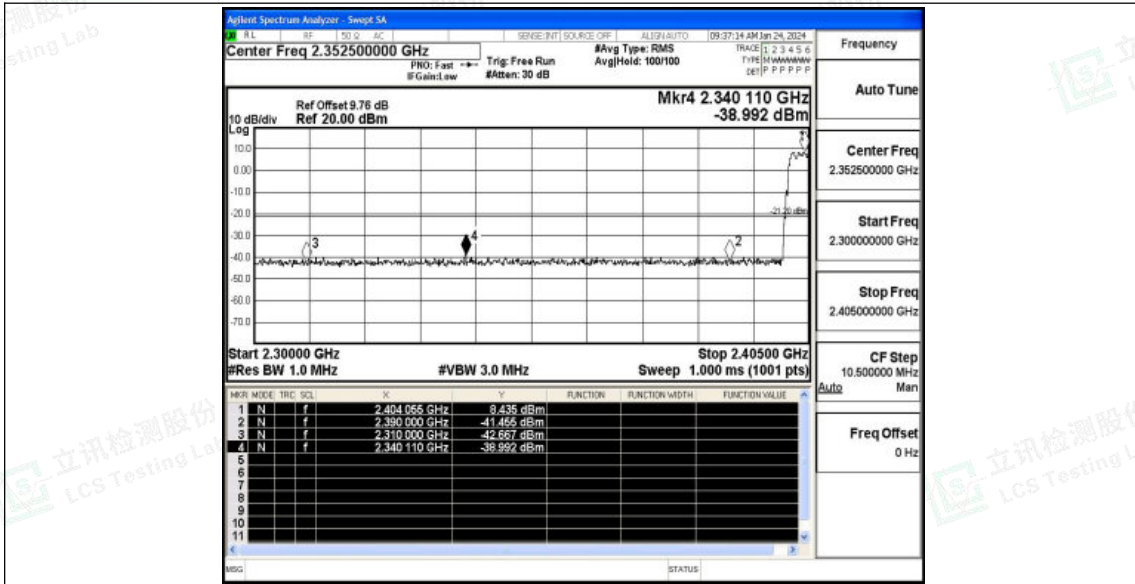 Agilent Spectrum Analyzer - Swept SA
RL RF 50 Ω AC SENSE:INT SOURCE OFF ALIGN AUTO 09:37:14 AM Jan 24, 2024
Center Freq 2.352500000 GHz
PNO: Fast
IFGain:Low
Trig: Free Run
#Atten: 30 dB
#Avg Type: RMS
Avg|Hold: 100/100
TRACE 1 2 3 4 5 6
TYPE M WWWWW
DET P P P P P P
Frequency
Auto Tune
Center Freq
2.352500000 GHz
Start Freq
2.300000000 GHz
Stop Freq
2.405000000 GHz
CF Step
10.500000 MHz
Auto Man
Freq Offset
0 Hz
Mkr4 2.340 110 GHz
-38.992 dBm
Ref Offset 9.76 dB
10 dB/div Ref 20.00 dBm
Log
10.0
0.00
-10.0
-20.0
-30.0
-40.0
-50.0
-60.0
-70.0
-21.20 dBm
3
4
2
Start 2.30000 GHz Stop 2.40500 GHz
#Res BW 1.0 MHz #VBW 3.0 MHz Sweep 1.000 ms (1001 pts)
MKR MODE TRC SCL X Y FUNCTION FUNCTION WIDTH FUNCTION VALUE
1 N f 2.404 055 GHz 8.435 dBm
2 N f 2.390 000 GHz -41.465 dBm
3 N f 2.310 000 GHz -42.667 dBm
4 N f 2.340 110 GHz -38.992 dBm
5
6
7
8
9
10
11
MSG STATUS
立讯检测股份
LCS Testing Lab
立讯检测股份
LCS Testing L